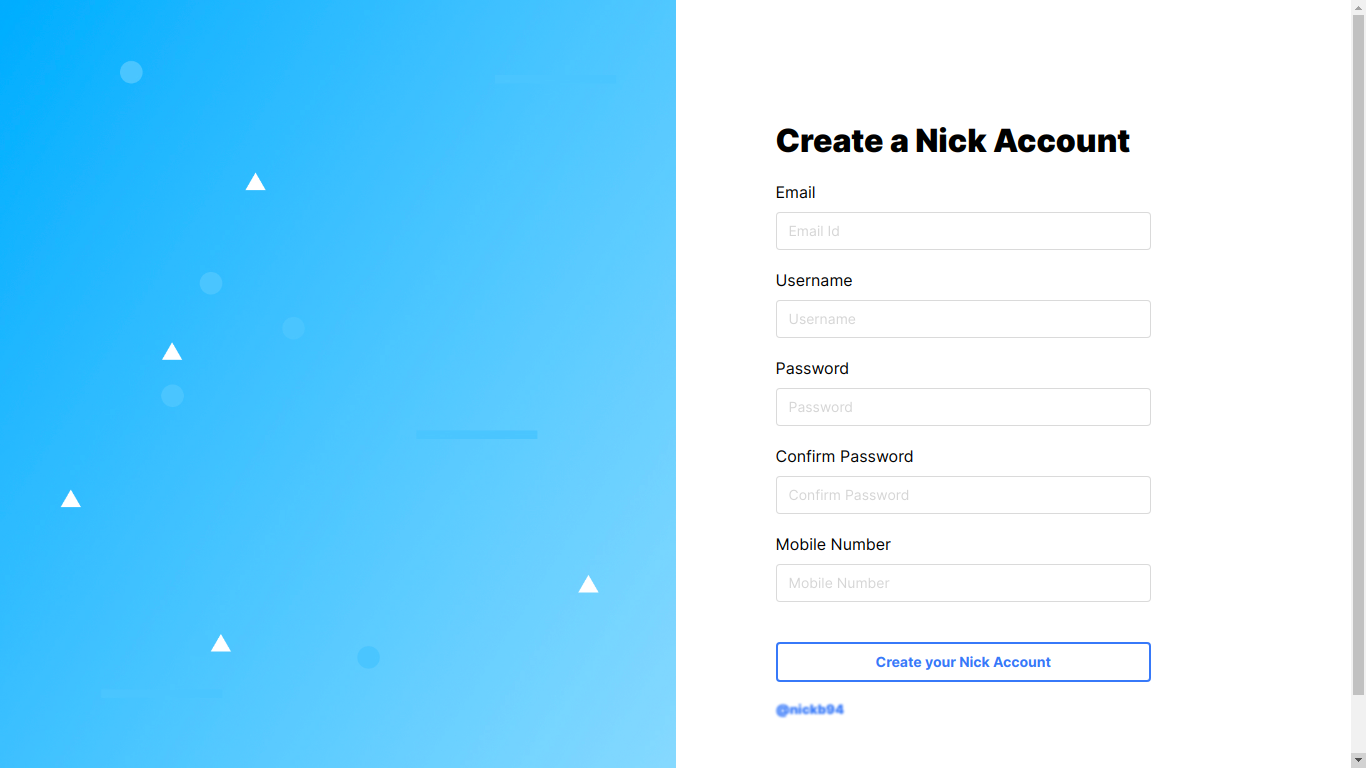 Create a Nick Account
Email
Email Id
Username
Username
Password
Password
Confirm Password
Confirm Password
Mobile Number
Mobile Number
Create your Nick Account
@nickb94